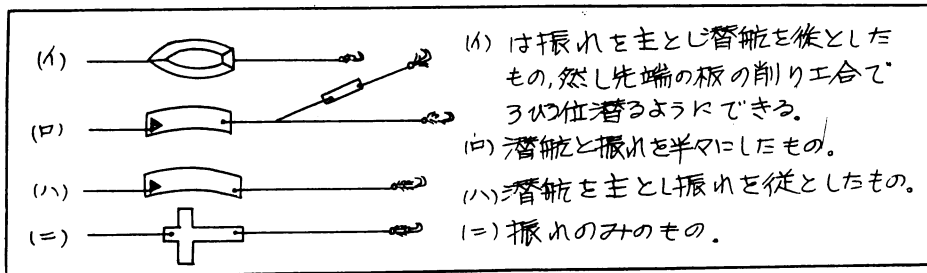 (イ)
(ロ)
(ハ)
(ニ)
(イ) は振れを主とし潜航を従とした
もの,然し先端の板の削り工合で
3ひろ位潜るようにできる。
(ロ) 潜航と振れを半々にしたもの。
(ハ) 潜航を主とし振れを従としたもの。
(ニ) 振れのみのもの.